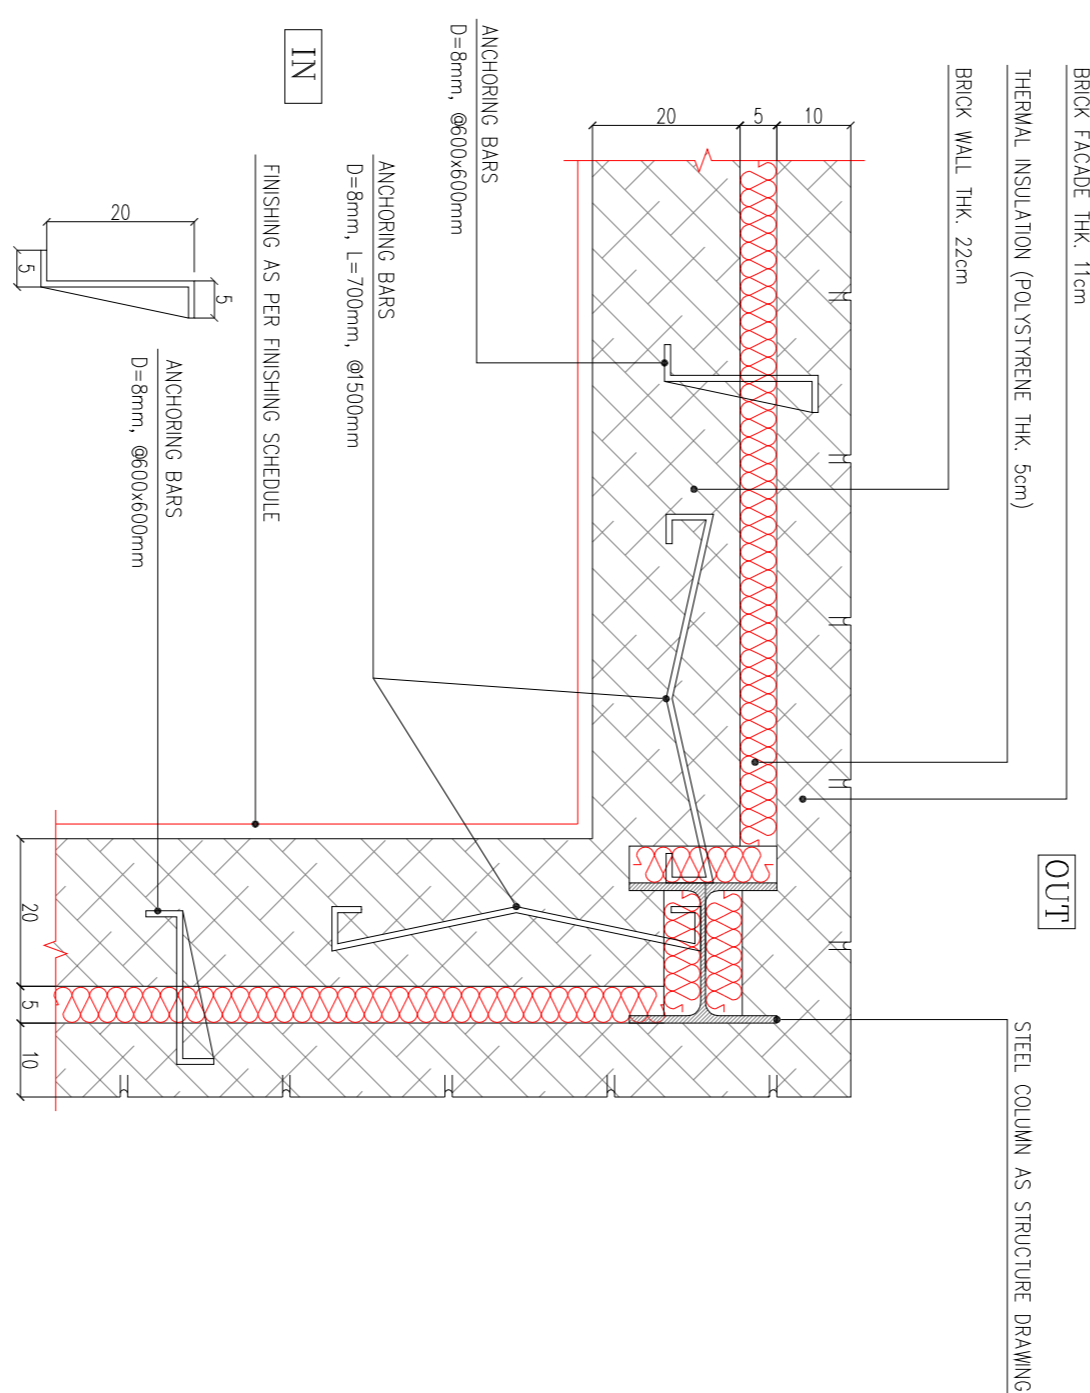 BRICK FACADE THK. 11cm
THERMAL INSULATION (POLYSTYRENE THK. 5cm)
BRICK WALL THK. 22cm
OUT
STEEL COLUMN AS STRUCTURE DRAWING
10
5
20
ANCHORING BARS
D=8mm, @600x600mm
ANCHORING BARS
D=8mm, L=700mm, @1500mm
IN
FINISHING AS PER FINISHING SCHEDULE
20
5
5
ANCHORING BARS
D=8mm, @600x600mm
20
5
10